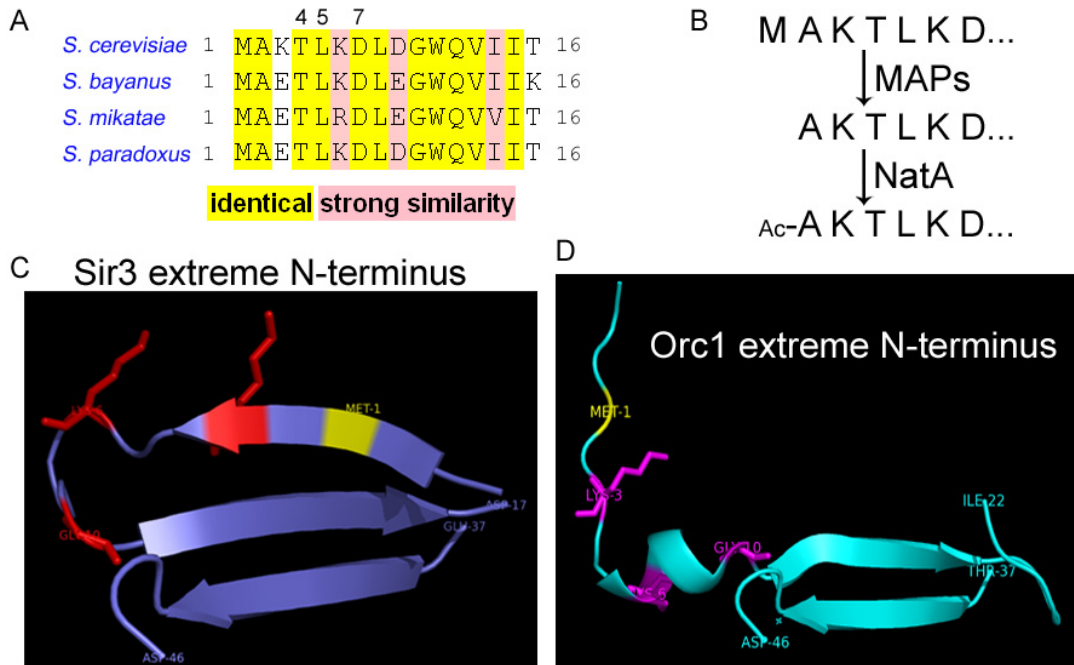 A
4 5 7
S. cerevisiae 1 MAKTLKDLDGWQVIIT 16
S. bayanus 1 MAETLKDLEGWQVIIK 16
S. mikatae 1 MAETLRDLEGWQVVIT 16
S. paradoxus 1 MAETLKDLDGWQVIIT 16
identical strong similarity
B
M A K T L K D...
MAPs
A K T L K D...
NatA
Ac-A K T L K D...
C
Sir3 extreme N-terminus
MET-1
ASP-17
GLU-37
GLY-10
ASP-46
D
Orc1 extreme N-terminus
MET-1
LYS-3
ILE-22
GLY-10
THR-37
ASP-46